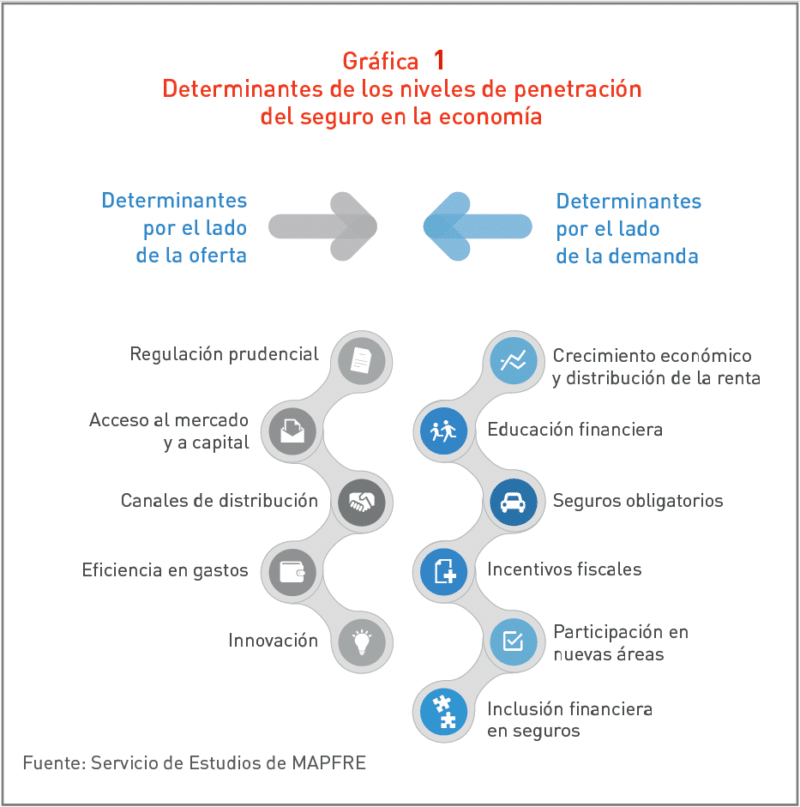 Gráfica 1
Determinantes de los niveles de penetración
del seguro en la economía
Determinantes
por el lado
de la oferta
Determinantes
por el lado
de la demanda
Regulación prudencial
Acceso al mercado
y a capital
Canales de distribución
Eficiencia en gastos
Innovación
Crecimiento económico
y distribución de la renta
Educación financiera
Seguros obligatorios
Incentivos fiscales
Participación en
nuevas áreas
Inclusión financiera
en seguros
Fuente: Servicio de Estudios de MAPFRE